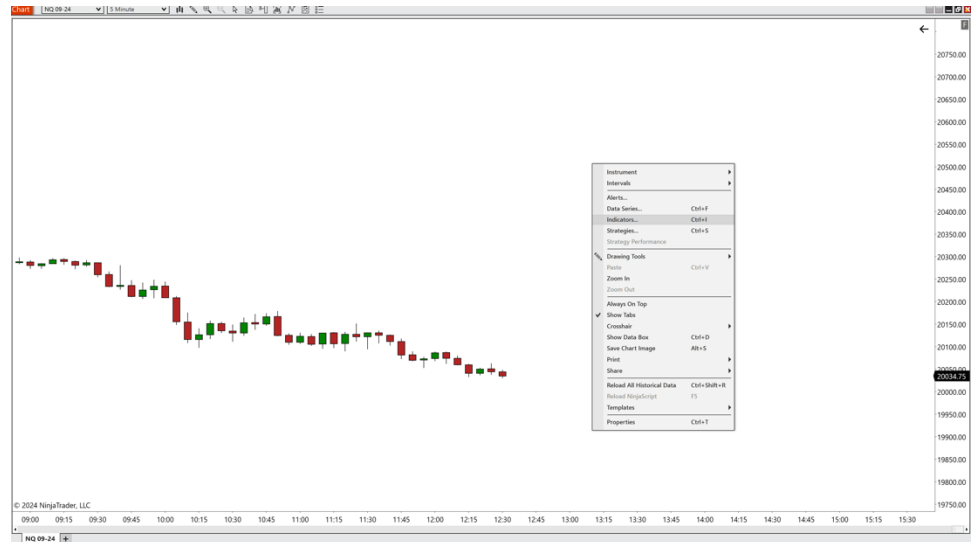 Chart NQ 09-24 5 Minute
F
20750.00
20700.00
20650.00
20600.00
20550.00
20500.00
20450.00
20400.00
20350.00
20300.00
20250.00
20200.00
20150.00
20100.00
20050.00
20034.75
20000.00
19950.00
19900.00
19850.00
19800.00
19750.00
Instrument
Intervals
Alerts...
Data Series... Ctrl+F
Indicators... Ctrl+I
Strategies... Ctrl+S
Strategy Performance
Drawing Tools
Paste Ctrl+V
Zoom In
Zoom Out
Always On Top
Show Tabs
Crosshair
Show Data Box Ctrl+D
Save Chart Image Alt+S
Print
Share
Reload All Historical Data Ctrl+Shift+R
Reload NinjaScript F5
Templates
Properties Ctrl+T
© 2024 NinjaTrader, LLC
09:00 09:15 09:30 09:45 10:00 10:15 10:30 10:45 11:00 11:15 11:30 11:45 12:00 12:15 12:30 12:45 13:00 13:15 13:30 13:45 14:00 14:15 14:30 14:45 15:00 15:15 15:30
NQ 09-24 +